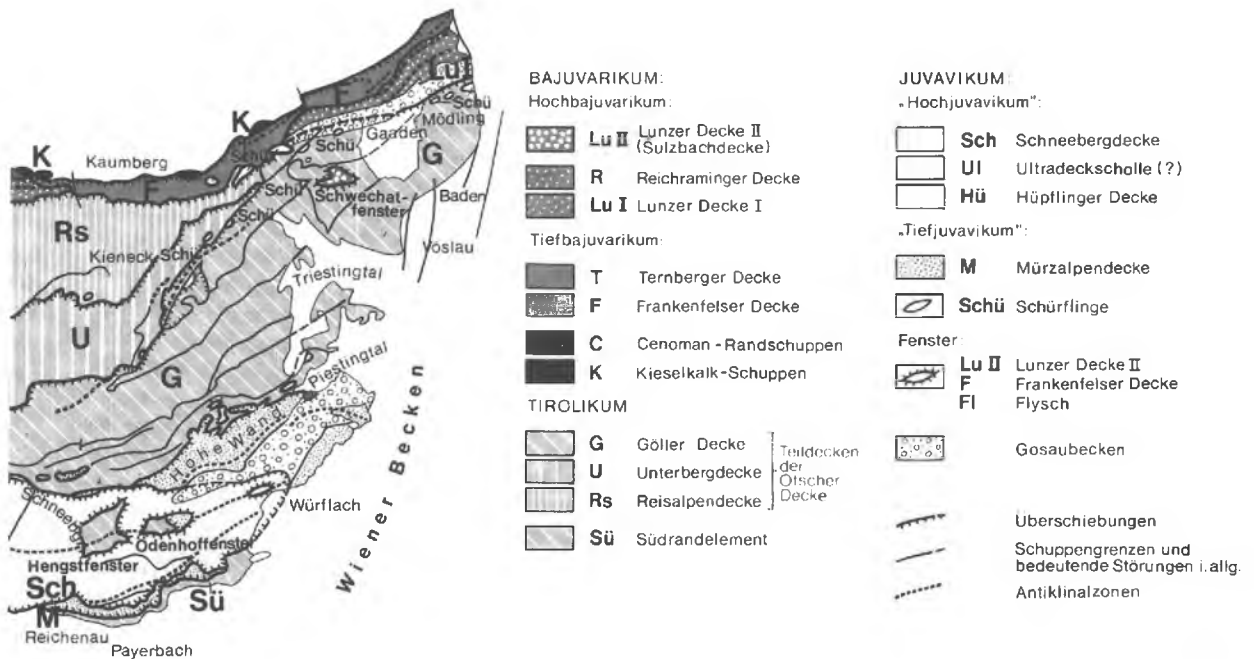 K
Kaumberg
K
F
F
Lu I
Schü
Mödling
Gaaden
Schü
Schü
G
Schwechat-
fenster
Baden
Vöslau
Schü
Schü
Rs
Kieneck
Schü
Triestingtal
U
G
Piestingtal
Hohe Wand
Wiener Becken
Würflach
Schneeberg
Ödenhoffenster
Hengstfenster
Sch
Sü
M
Reichenau
Payerbach
BAJUVARIKUM:
Hochbajuvarikum:
Lu II Lunzer Decke II
(Sulzbachdecke)
R Reichraminger Decke
Lu I Lunzer Decke I
Tiefbajuvarikum:
T Ternberger Decke
F Frankenfelser Decke
C Cenoman-Randschuppen
K Kieselkalk-Schuppen
TIROLIKUM
G Göller Decke
U Unterbergdecke
Rs Reisalpendecke
Teildecken
der
Ötscher
Decke
Sü Südrandelement
JUVAVIKUM:
„Hochjuvavikum":
Sch Schneebergdecke
Ul Ultradeckscholle (?)
Hü Hüpflinger Decke
„Tiefjuvavikum":
M Mürzalpendecke
Schü Schürflinge
Fenster:
Lu II Lunzer Decke II
F Frankenfelser Decke
Fl Flysch
Gosaubecken
Überschiebungen
Schuppengrenzen und
bedeutende Störungen i. allg.
Antiklinalzonen